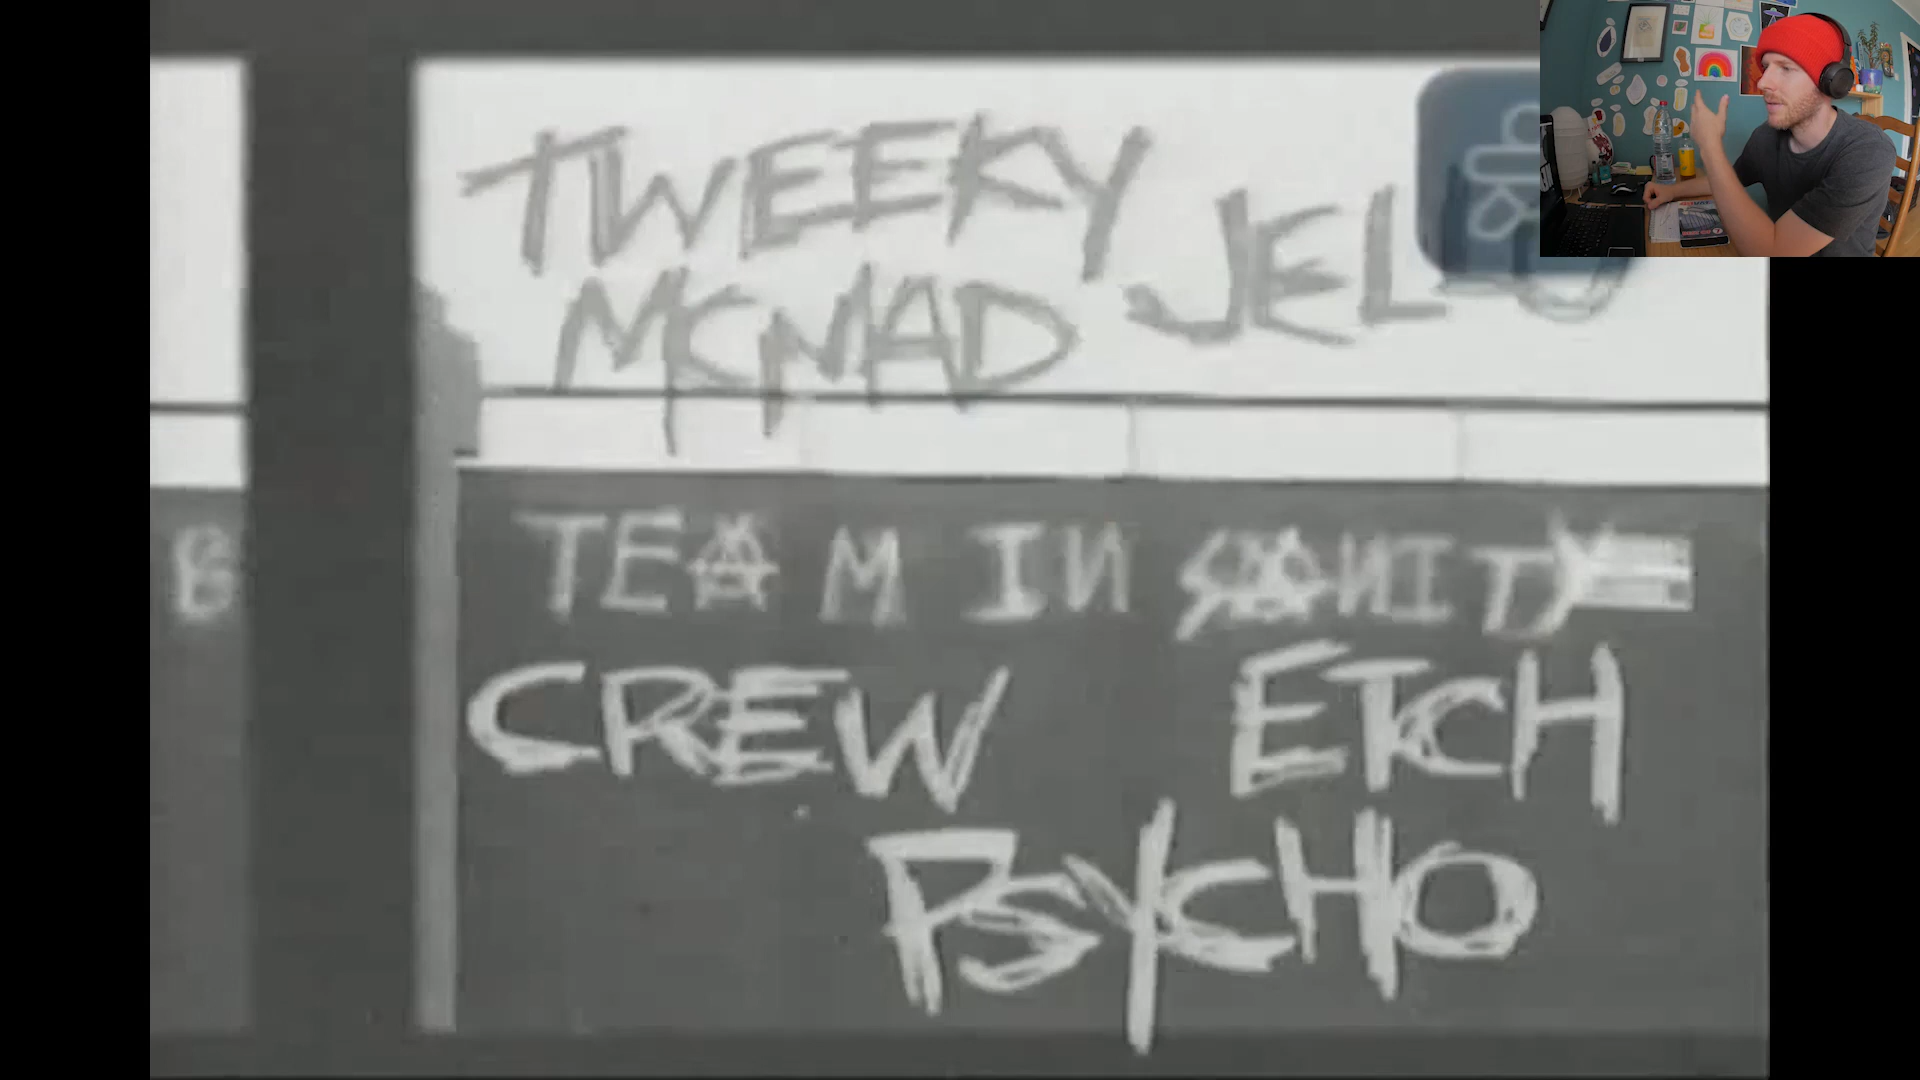 TWEEKY
MCNAD JEL
TEAM INSANITY
CREW ETCH
PSYCHO
B